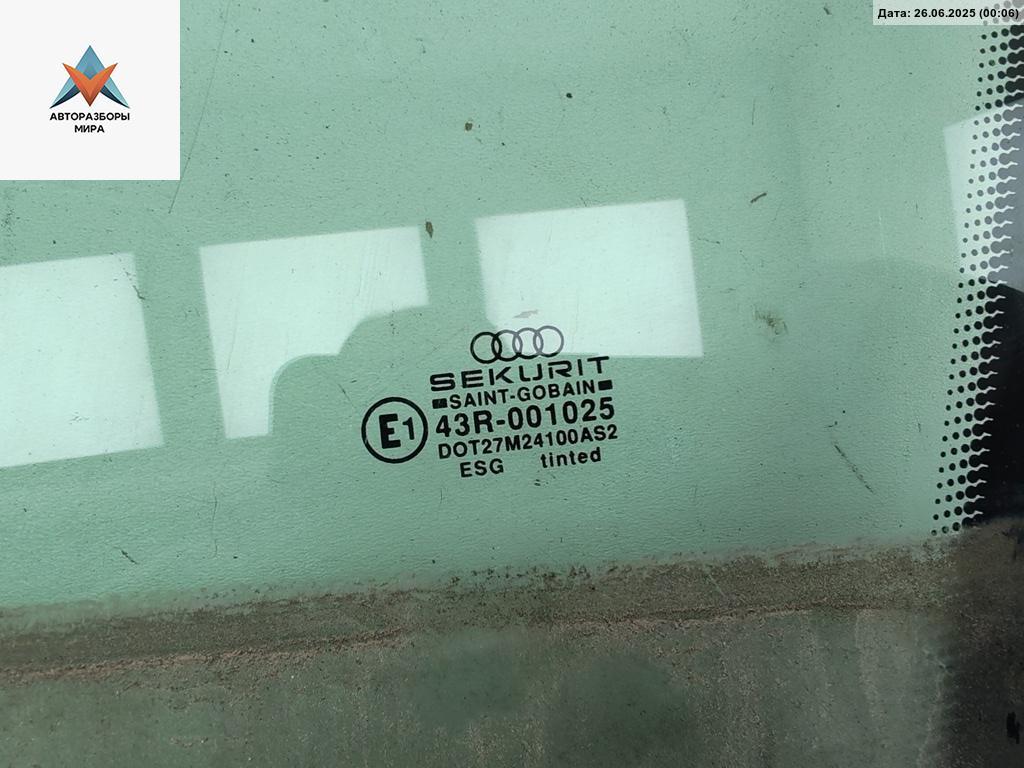 Дата: 26.06.2025 (00:06)
АВТОРАЗБОРЫ
МИРА
SEKURIT
SAINT-GOBAIN
E1
43R-001025
DOT27M24100AS2
ESG tinted